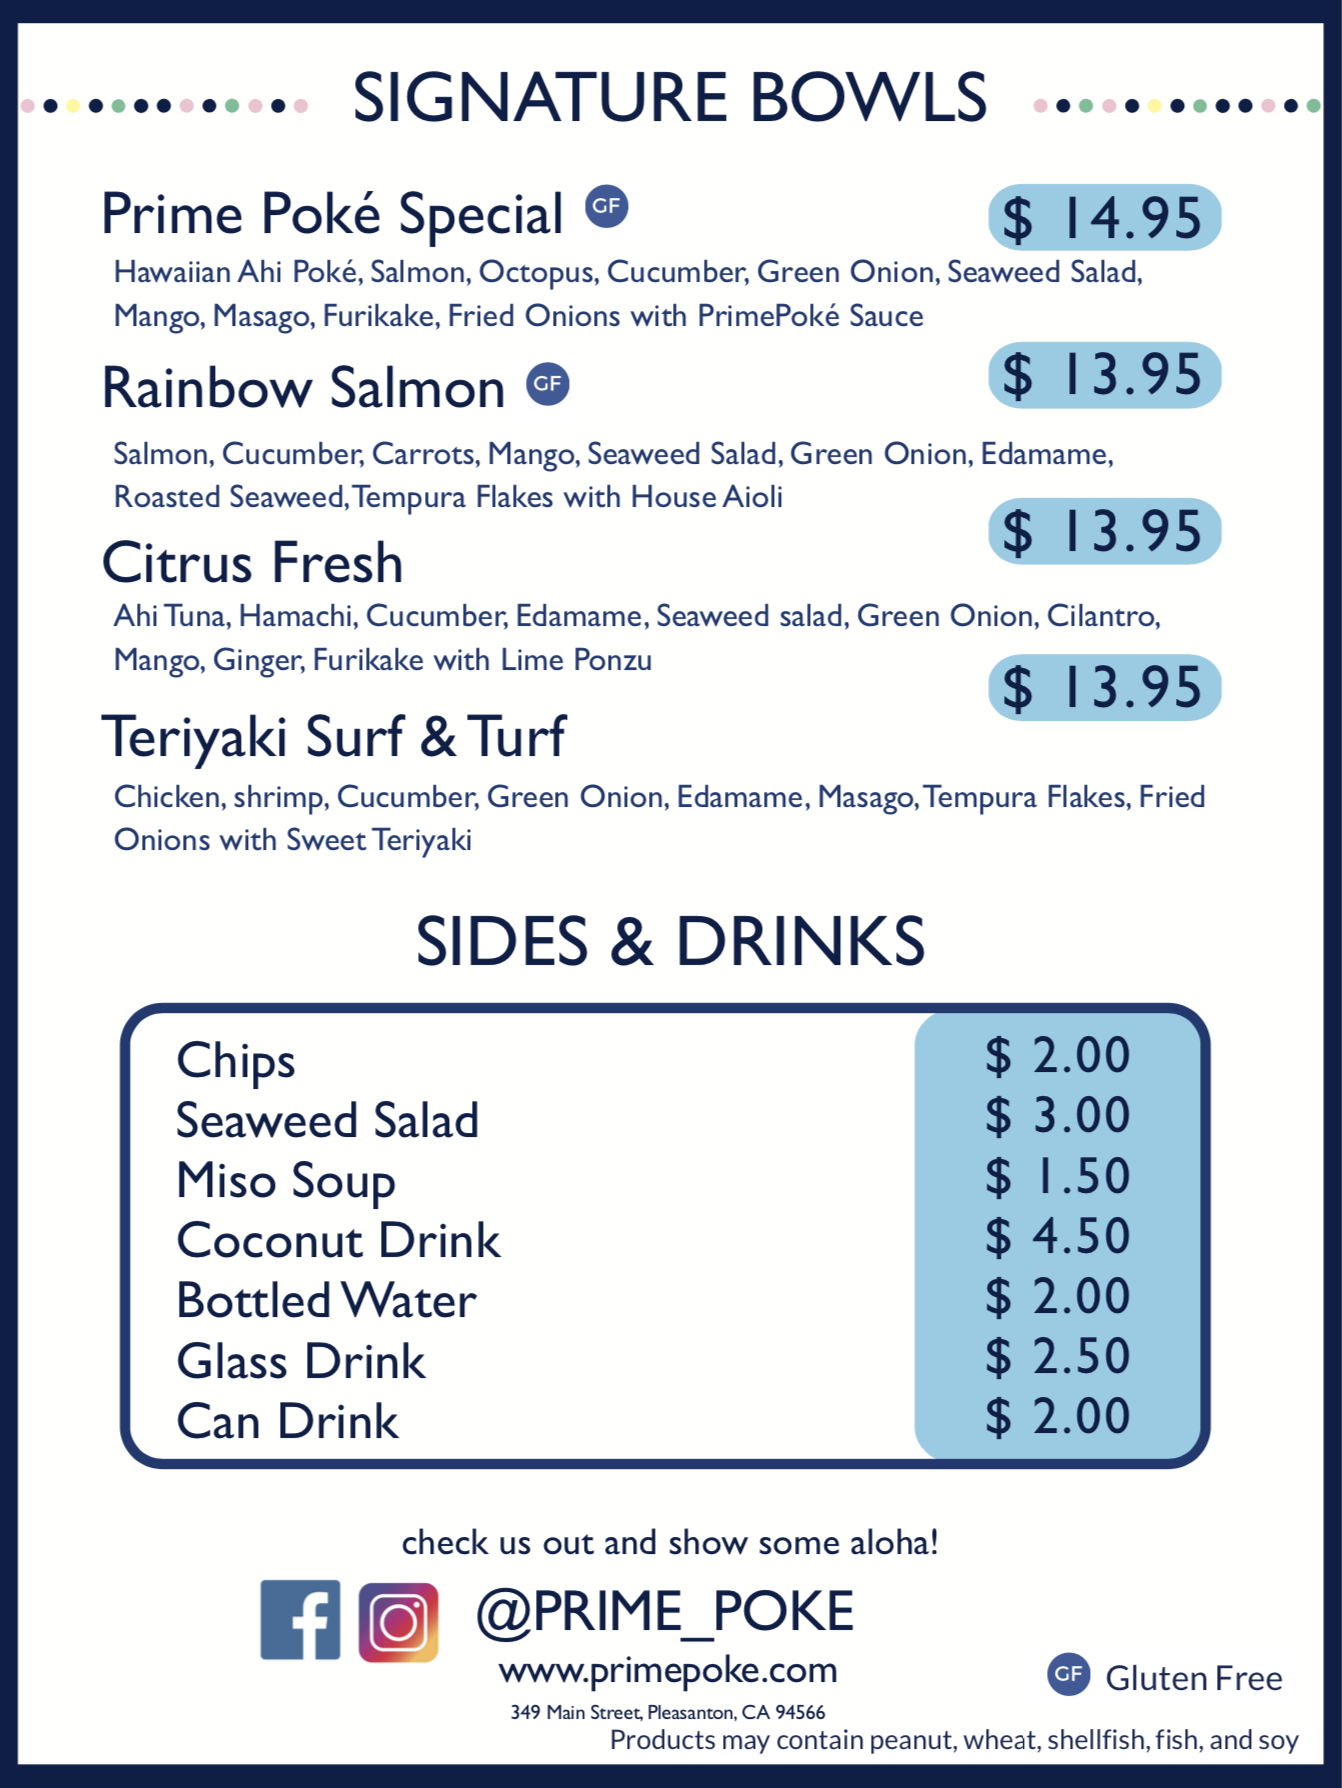 SIGNATURE BOWLS
Prime Poké Special GF $ 14.95
Hawaiian Ahi Poké, Salmon, Octopus, Cucumber, Green Onion, Seaweed Salad,
Mango, Masago, Furikake, Fried Onions with PrimePoké Sauce
Rainbow Salmon GF $ 13.95
Salmon, Cucumber, Carrots, Mango, Seaweed Salad, Green Onion, Edamame,
Roasted Seaweed, Tempura Flakes with House Aioli
Citrus Fresh $ 13.95
Ahi Tuna, Hamachi, Cucumber, Edamame, Seaweed salad, Green Onion, Cilantro,
Mango, Ginger, Furikake with Lime Ponzu
Teriyaki Surf & Turf $ 13.95
Chicken, shrimp, Cucumber, Green Onion, Edamame, Masago, Tempura Flakes, Fried
Onions with Sweet Teriyaki
SIDES & DRINKS
Chips $ 2.00
Seaweed Salad $ 3.00
Miso Soup $ 1.50
Coconut Drink $ 4.50
Bottled Water $ 2.00
Glass Drink $ 2.50
Can Drink $ 2.00
check us out and show some aloha!
@PRIME_POKE
www.primepoke.com
GF Gluten Free
349 Main Street, Pleasanton, CA 94566
Products may contain peanut, wheat, shellfish, fish, and soy